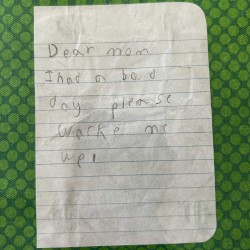 Dear mom
I had a bad
day please
wacke me
up